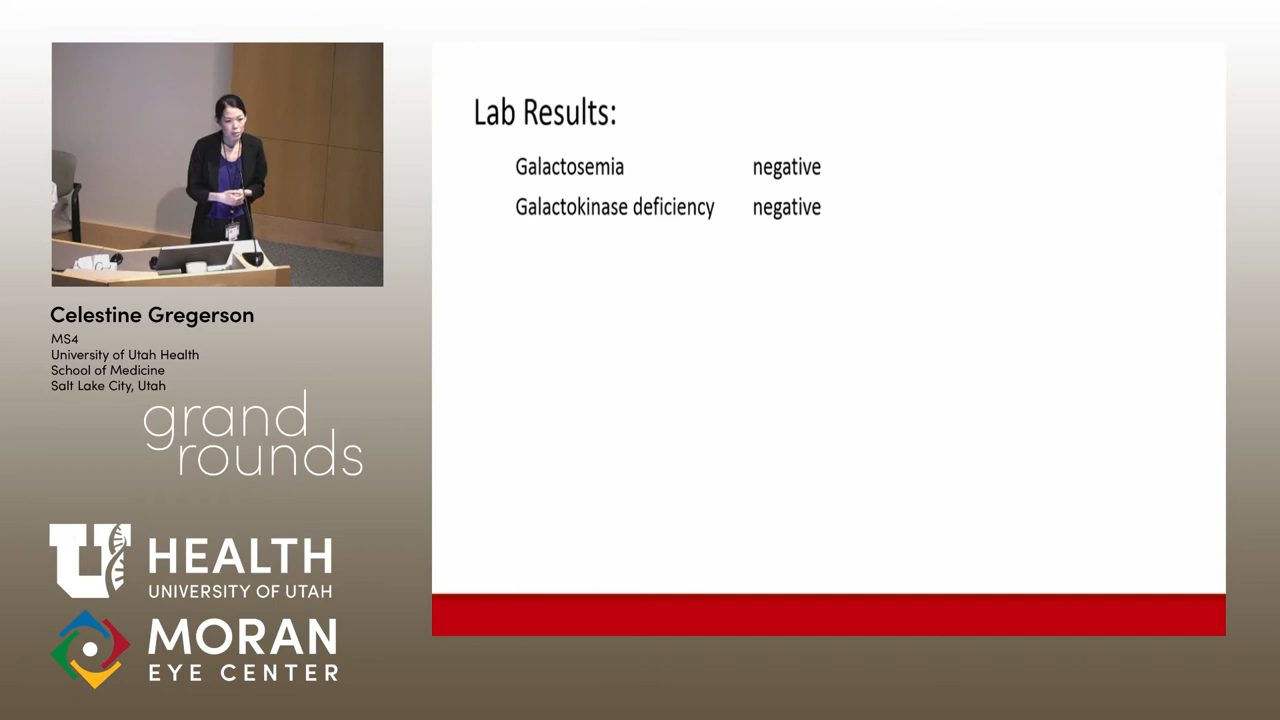 Lab Results:
Galactosemia negative
Galactokinase deficiency negative
Celestine Gregerson
MS4
University of Utah Health
School of Medicine
Salt Lake City, Utah
grand
rounds
U HEALTH
UNIVERSITY OF UTAH
MORAN
EYE CENTER